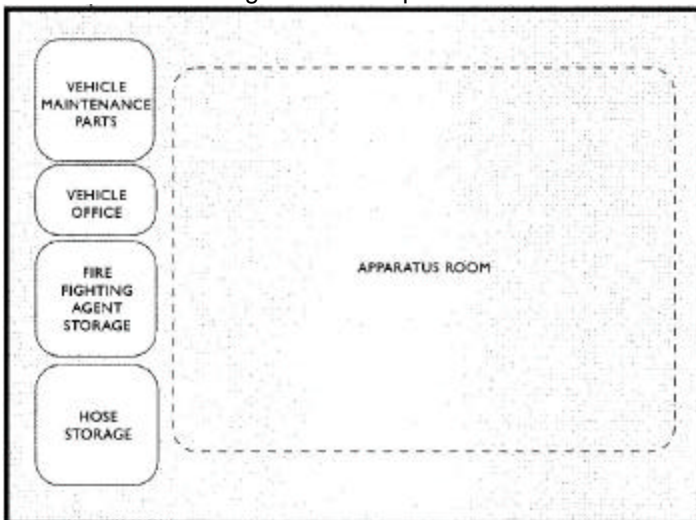 VEHICLE
MAINTENANCE
PARTS
VEHICLE
OFFICE
FIRE
FIGHTING
AGENT
STORAGE
HOSE
STORAGE
APPARATUS ROOM